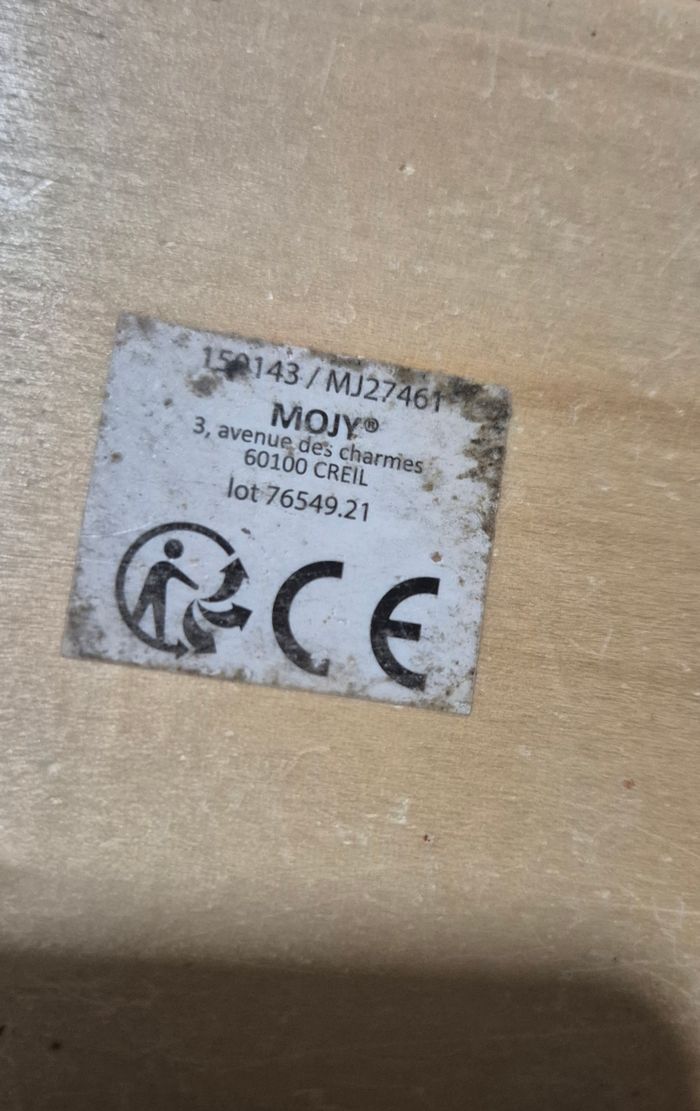 150143 / MJ27461
MOJY®
3, avenue des charmes
60100 CREIL
lot 76549.21
CE